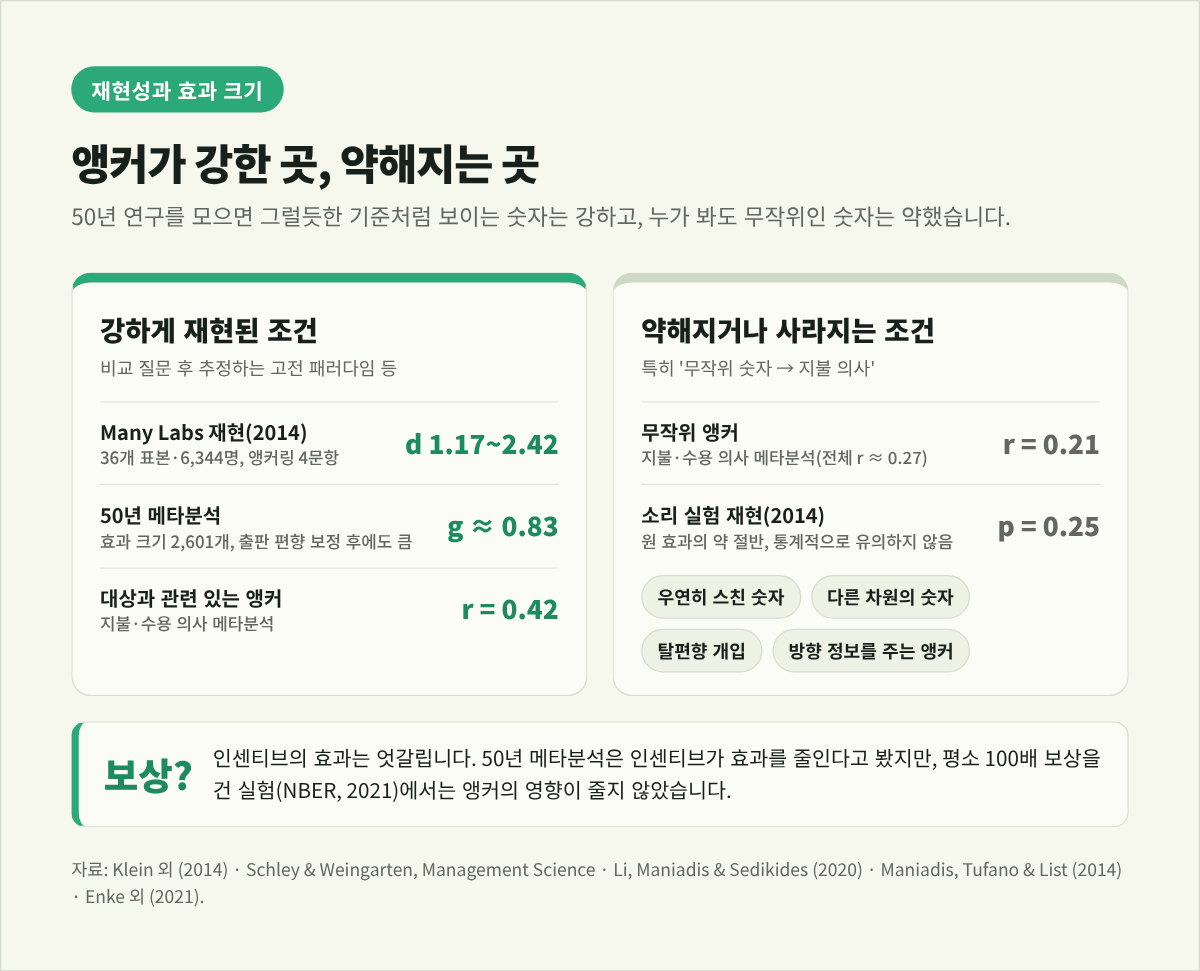 재현성과 효과 크기
앵커가 강한 곳, 약해지는 곳
50년 연구를 모으면 그럴듯한 기준처럼 보이는 숫자는 강하고, 누가 봐도 무작위인 숫자는 약했습니다.
강하게 재현된 조건
비교 질문 후 추정하는 고전 패러다임 등
Many Labs 재현(2014)
36개 표본·6,344명, 앵커링 4문항
d 1.17~2.42
50년 메타분석
효과 크기 2,601개, 출판 편향 보정 후에도 큼
g ≈ 0.83
대상과 관련 있는 앵커
지불·수용 의사 메타분석
r = 0.42
약해지거나 사라지는 조건
특히 '무작위 숫자 → 지불 의사'
무작위 앵커
지불·수용 의사 메타분석(전체 r ≈ 0.27)
r = 0.21
소리 실험 재현(2014)
원 효과의 약 절반, 통계적으로 유의하지 않음
p = 0.25
우연히 스친 숫자
다른 차원의 숫자
탈편향 개입
방향 정보를 주는 앵커
보상?
인센티브의 효과는 엇갈립니다. 50년 메타분석은 인센티브가 효과를 줄인다고 봤지만, 평소 100배 보상을
건 실험(NBER, 2021)에서는 앵커의 영향이 줄지 않았습니다.
자료: Klein 외 (2014) · Schley & Weingarten, Management Science · Li, Maniadis & Sedikides (2020) · Maniadis, Tufano & List (2014)
· Enke 외 (2021).